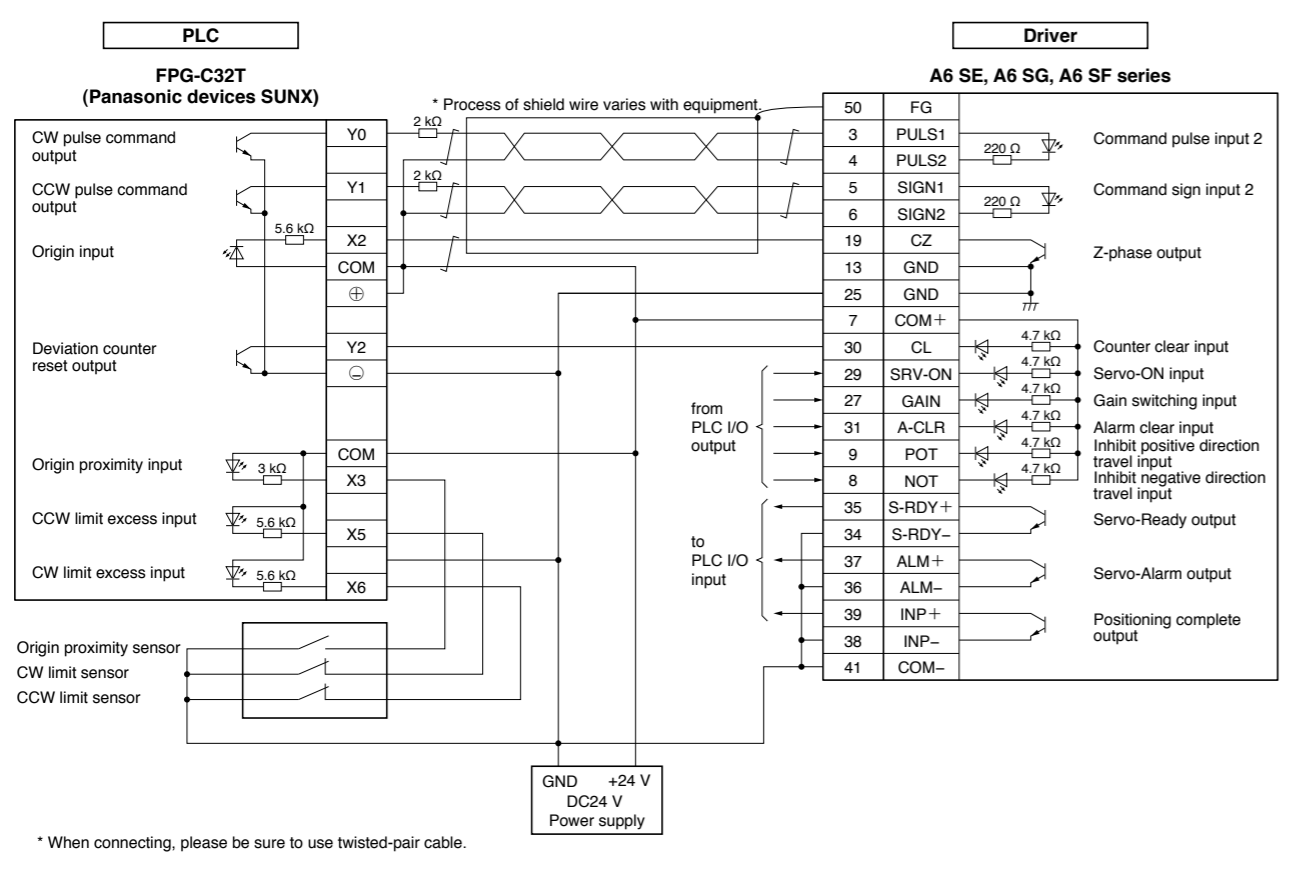 PLC
Driver
FPG-C32T
(Panasonic devices SUNX)
A6 SE, A6 SG, A6 SF series
* Process of shield wire varies with equipment.
CW pulse command
output
CCW pulse command
output
Origin input
5.6 kΩ
Deviation counter
reset output
Origin proximity input
3 kΩ
CCW limit excess input
5.6 kΩ
CW limit excess input
5.6 kΩ
Y0
Y1
X2
COM
⊕
Y2
⊖
COM
X3
X5
X6
2 kΩ
2 kΩ
Origin proximity sensor
CW limit sensor
CCW limit sensor
from
PLC I/O
output
to
PLC I/O
input
50 FG
3 PULS1
4 PULS2
5 SIGN1
6 SIGN2
19 CZ
13 GND
25 GND
7 COM+
30 CL
29 SRV-ON
27 GAIN
31 A-CLR
9 POT
8 NOT
35 S-RDY+
34 S-RDY−
37 ALM+
36 ALM−
39 INP+
38 INP−
41 COM−
220 Ω
Command pulse input 2
220 Ω
Command sign input 2
Z-phase output
4.7 kΩ
Counter clear input
4.7 kΩ
Servo-ON input
4.7 kΩ
Gain switching input
4.7 kΩ
Alarm clear input
4.7 kΩ
Inhibit positive direction
travel input
4.7 kΩ
Inhibit negative direction
travel input
Servo-Ready output
Servo-Alarm output
Positioning complete
output
GND +24 V
DC24 V
Power supply
* When connecting, please be sure to use twisted-pair cable.